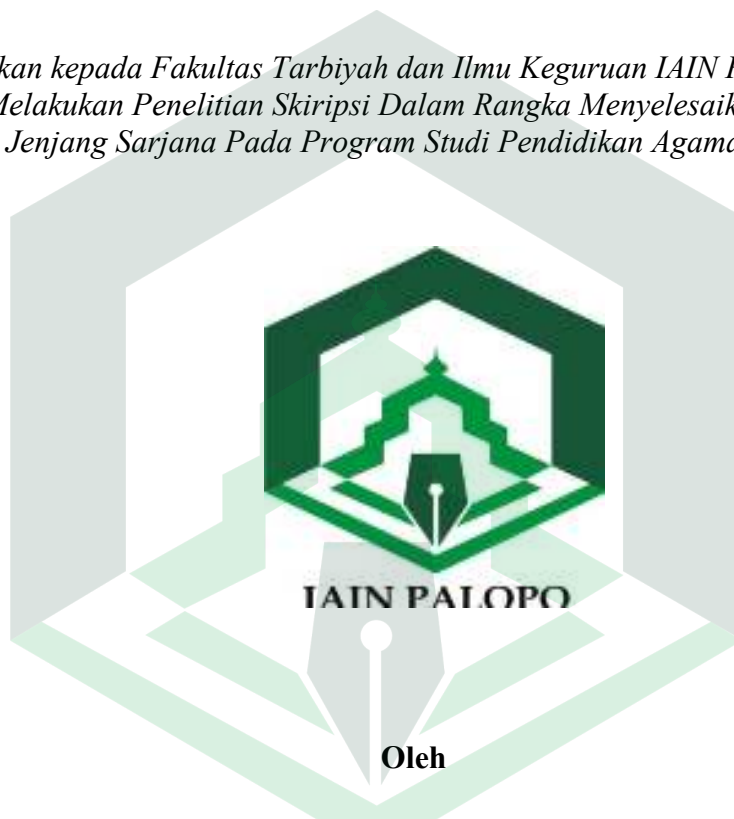 kan kepada Fakultas Tarbiyah dan Ilmu Keguruan IAIN
Melakukan Penelitian Skiripsi Dalam Rangka Menyelesaik
Jenjang Sarjana Pada Program Studi Pendidikan Agama
IAIN PALOPO
Oleh